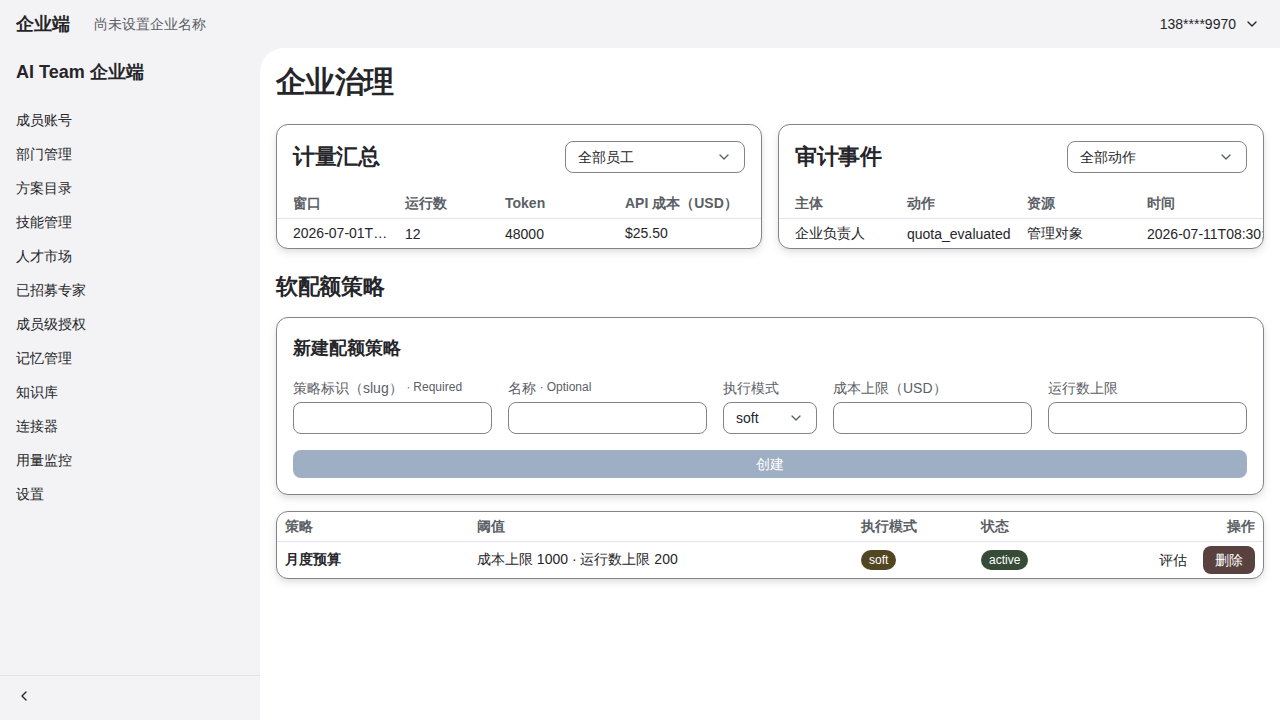 企业端 尚未设置企业名称 138****9970
AI Team 企业端
成员账号
部门管理
方案目录
技能管理
人才市场
已招募专家
成员级授权
记忆管理
知识库
连接器
用量监控
设置
企业治理
计量汇总 全部员工
窗口 运行数 Token API 成本（USD）
2026-07-01T… 12 48000 $25.50
审计事件 全部动作
主体 动作 资源 时间
企业负责人 quota_evaluated 管理对象 2026-07-11T08:30:
软配额策略
新建配额策略
策略标识（slug） · Required 名称 · Optional 执行模式 成本上限（USD） 运行数上限
soft
创建
策略 阈值 执行模式 状态 操作
月度预算 成本上限 1000 · 运行数上限 200 soft active 评估 删除